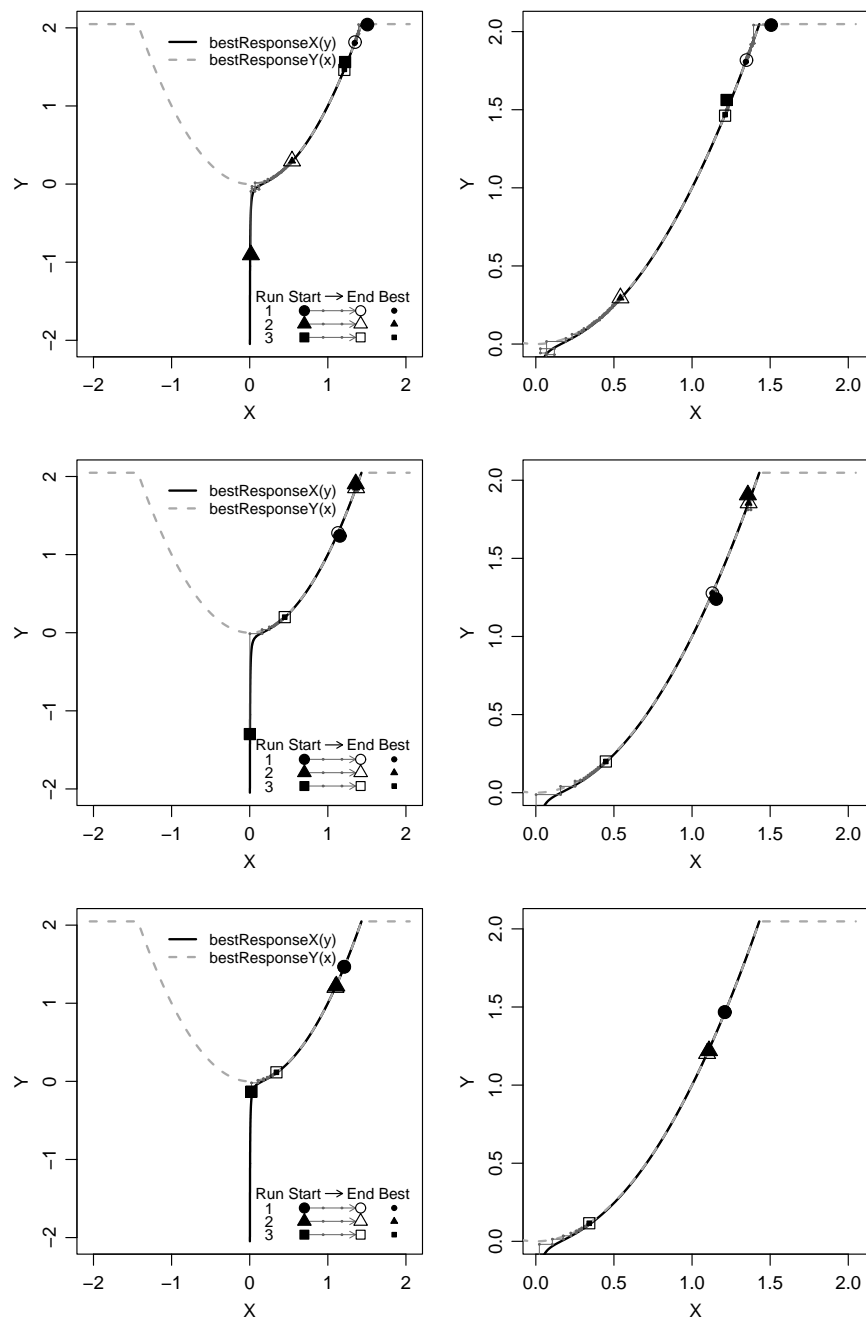 2
1
0
−1
−2
Y
bestResponseX(y)
bestResponseY(x)
Run Start → End Best
1
2
3
−2 −1 0 1 2
X
2.0
1.5
1.0
0.5
0.0
Y
0.0 0.5 1.0 1.5 2.0
X
2
1
0
−1
−2
Y
bestResponseX(y)
bestResponseY(x)
Run Start → End Best
1
2
3
−2 −1 0 1 2
X
2.0
1.5
1.0
0.5
0.0
Y
0.0 0.5 1.0 1.5 2.0
X
2
1
0
−1
−2
Y
bestResponseX(y)
bestResponseY(x)
Run Start → End Best
1
2
3
−2 −1 0 1 2
X
2.0
1.5
1.0
0.5
0.0
Y
0.0 0.5 1.0 1.5 2.0
X